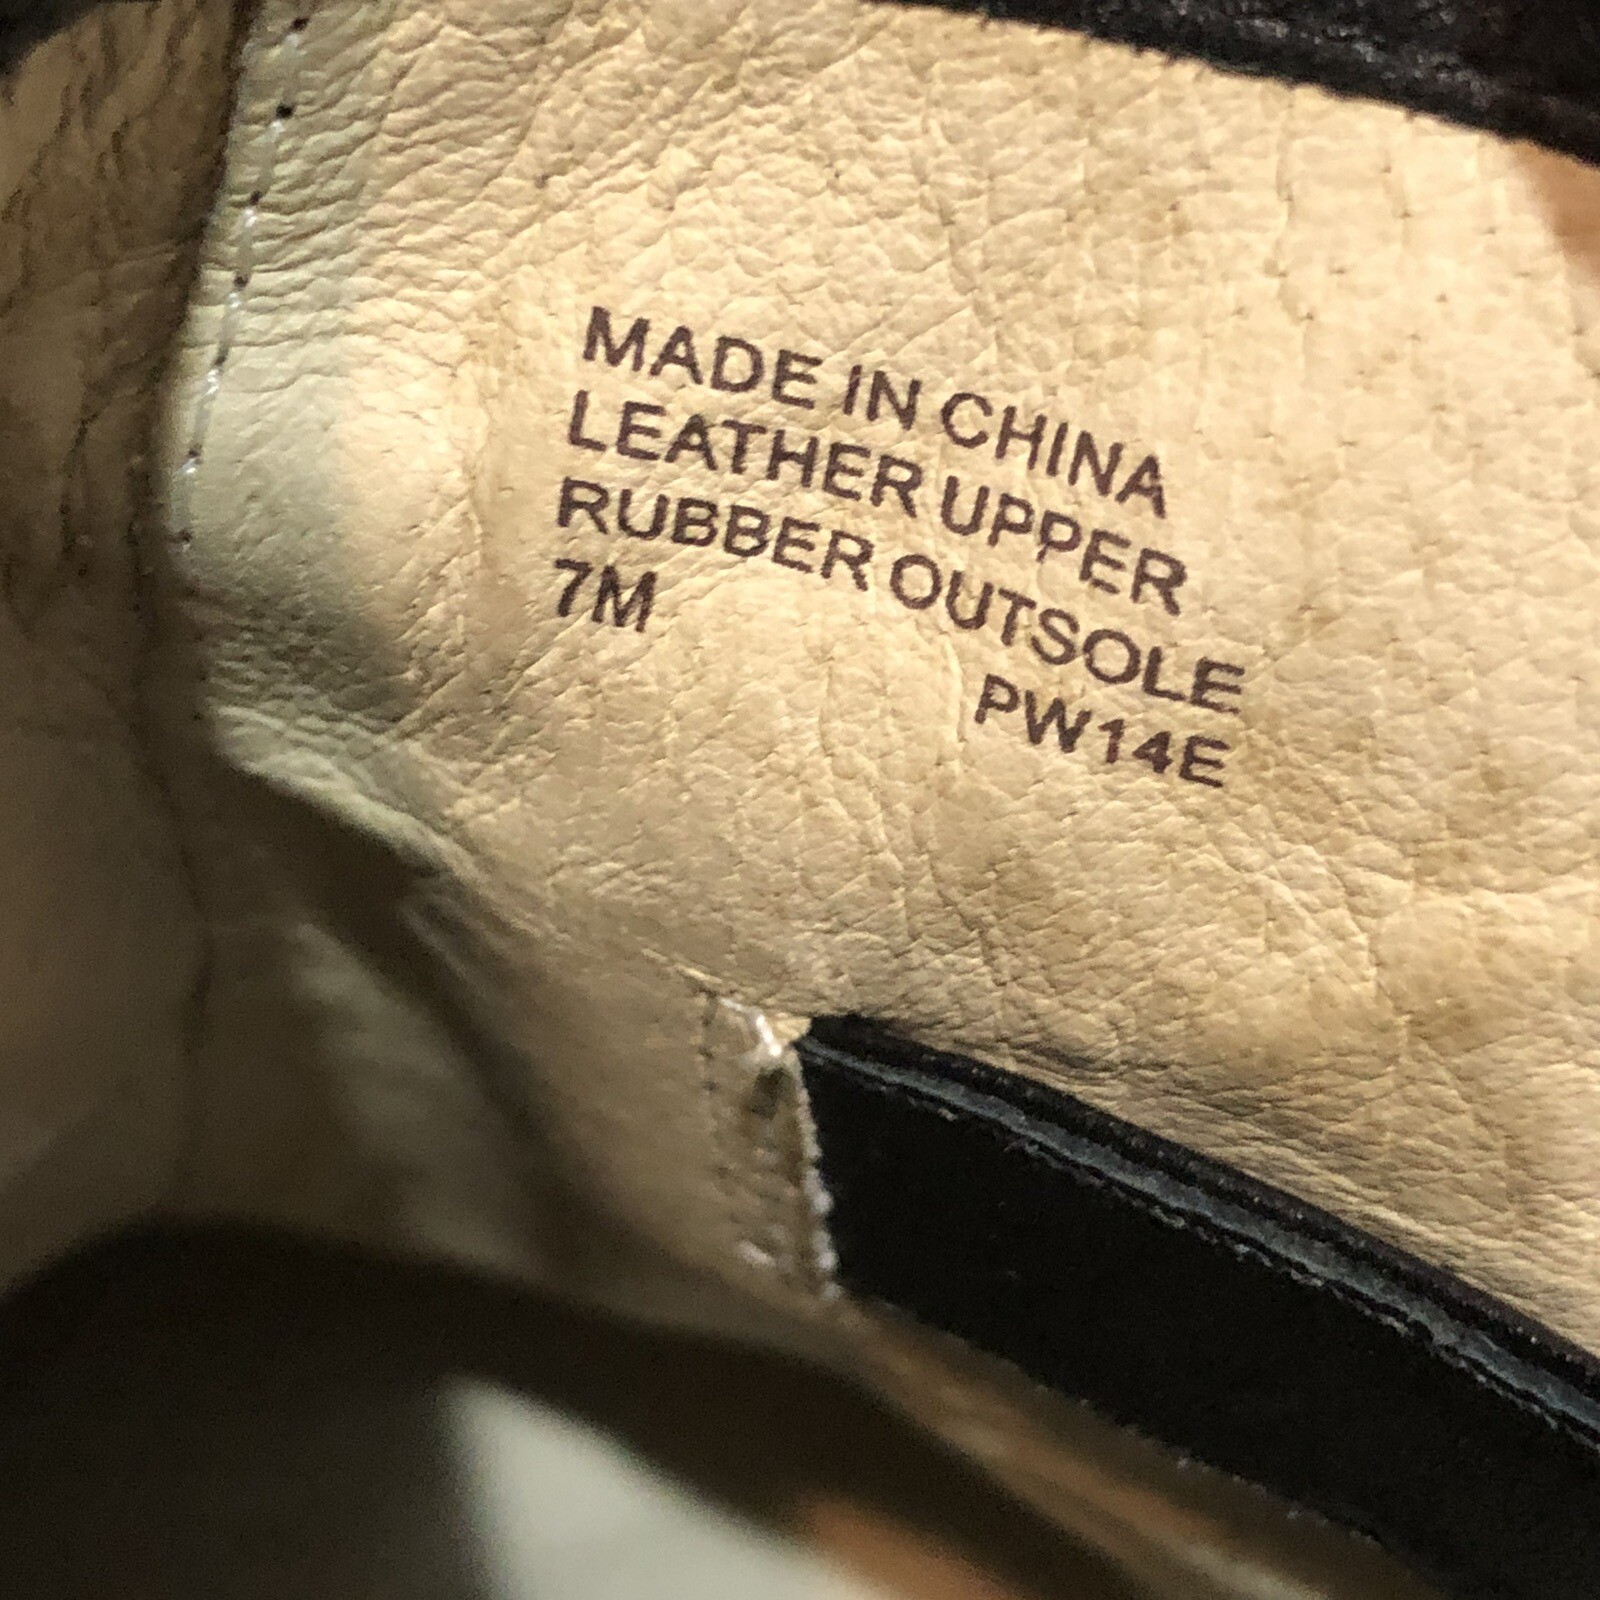 MADE IN CHINA
LEATHER UPPER
RUBBER OUTSOLE
7M
PW14E